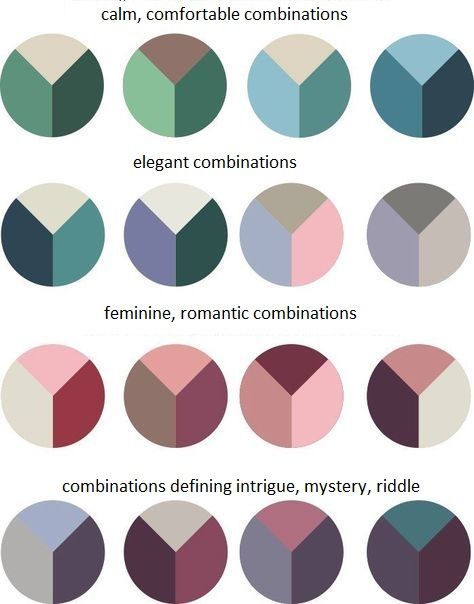 calm, comfortable combinations
elegant combinations
feminine, romantic combinations
combinations defining intrigue, mystery, riddle